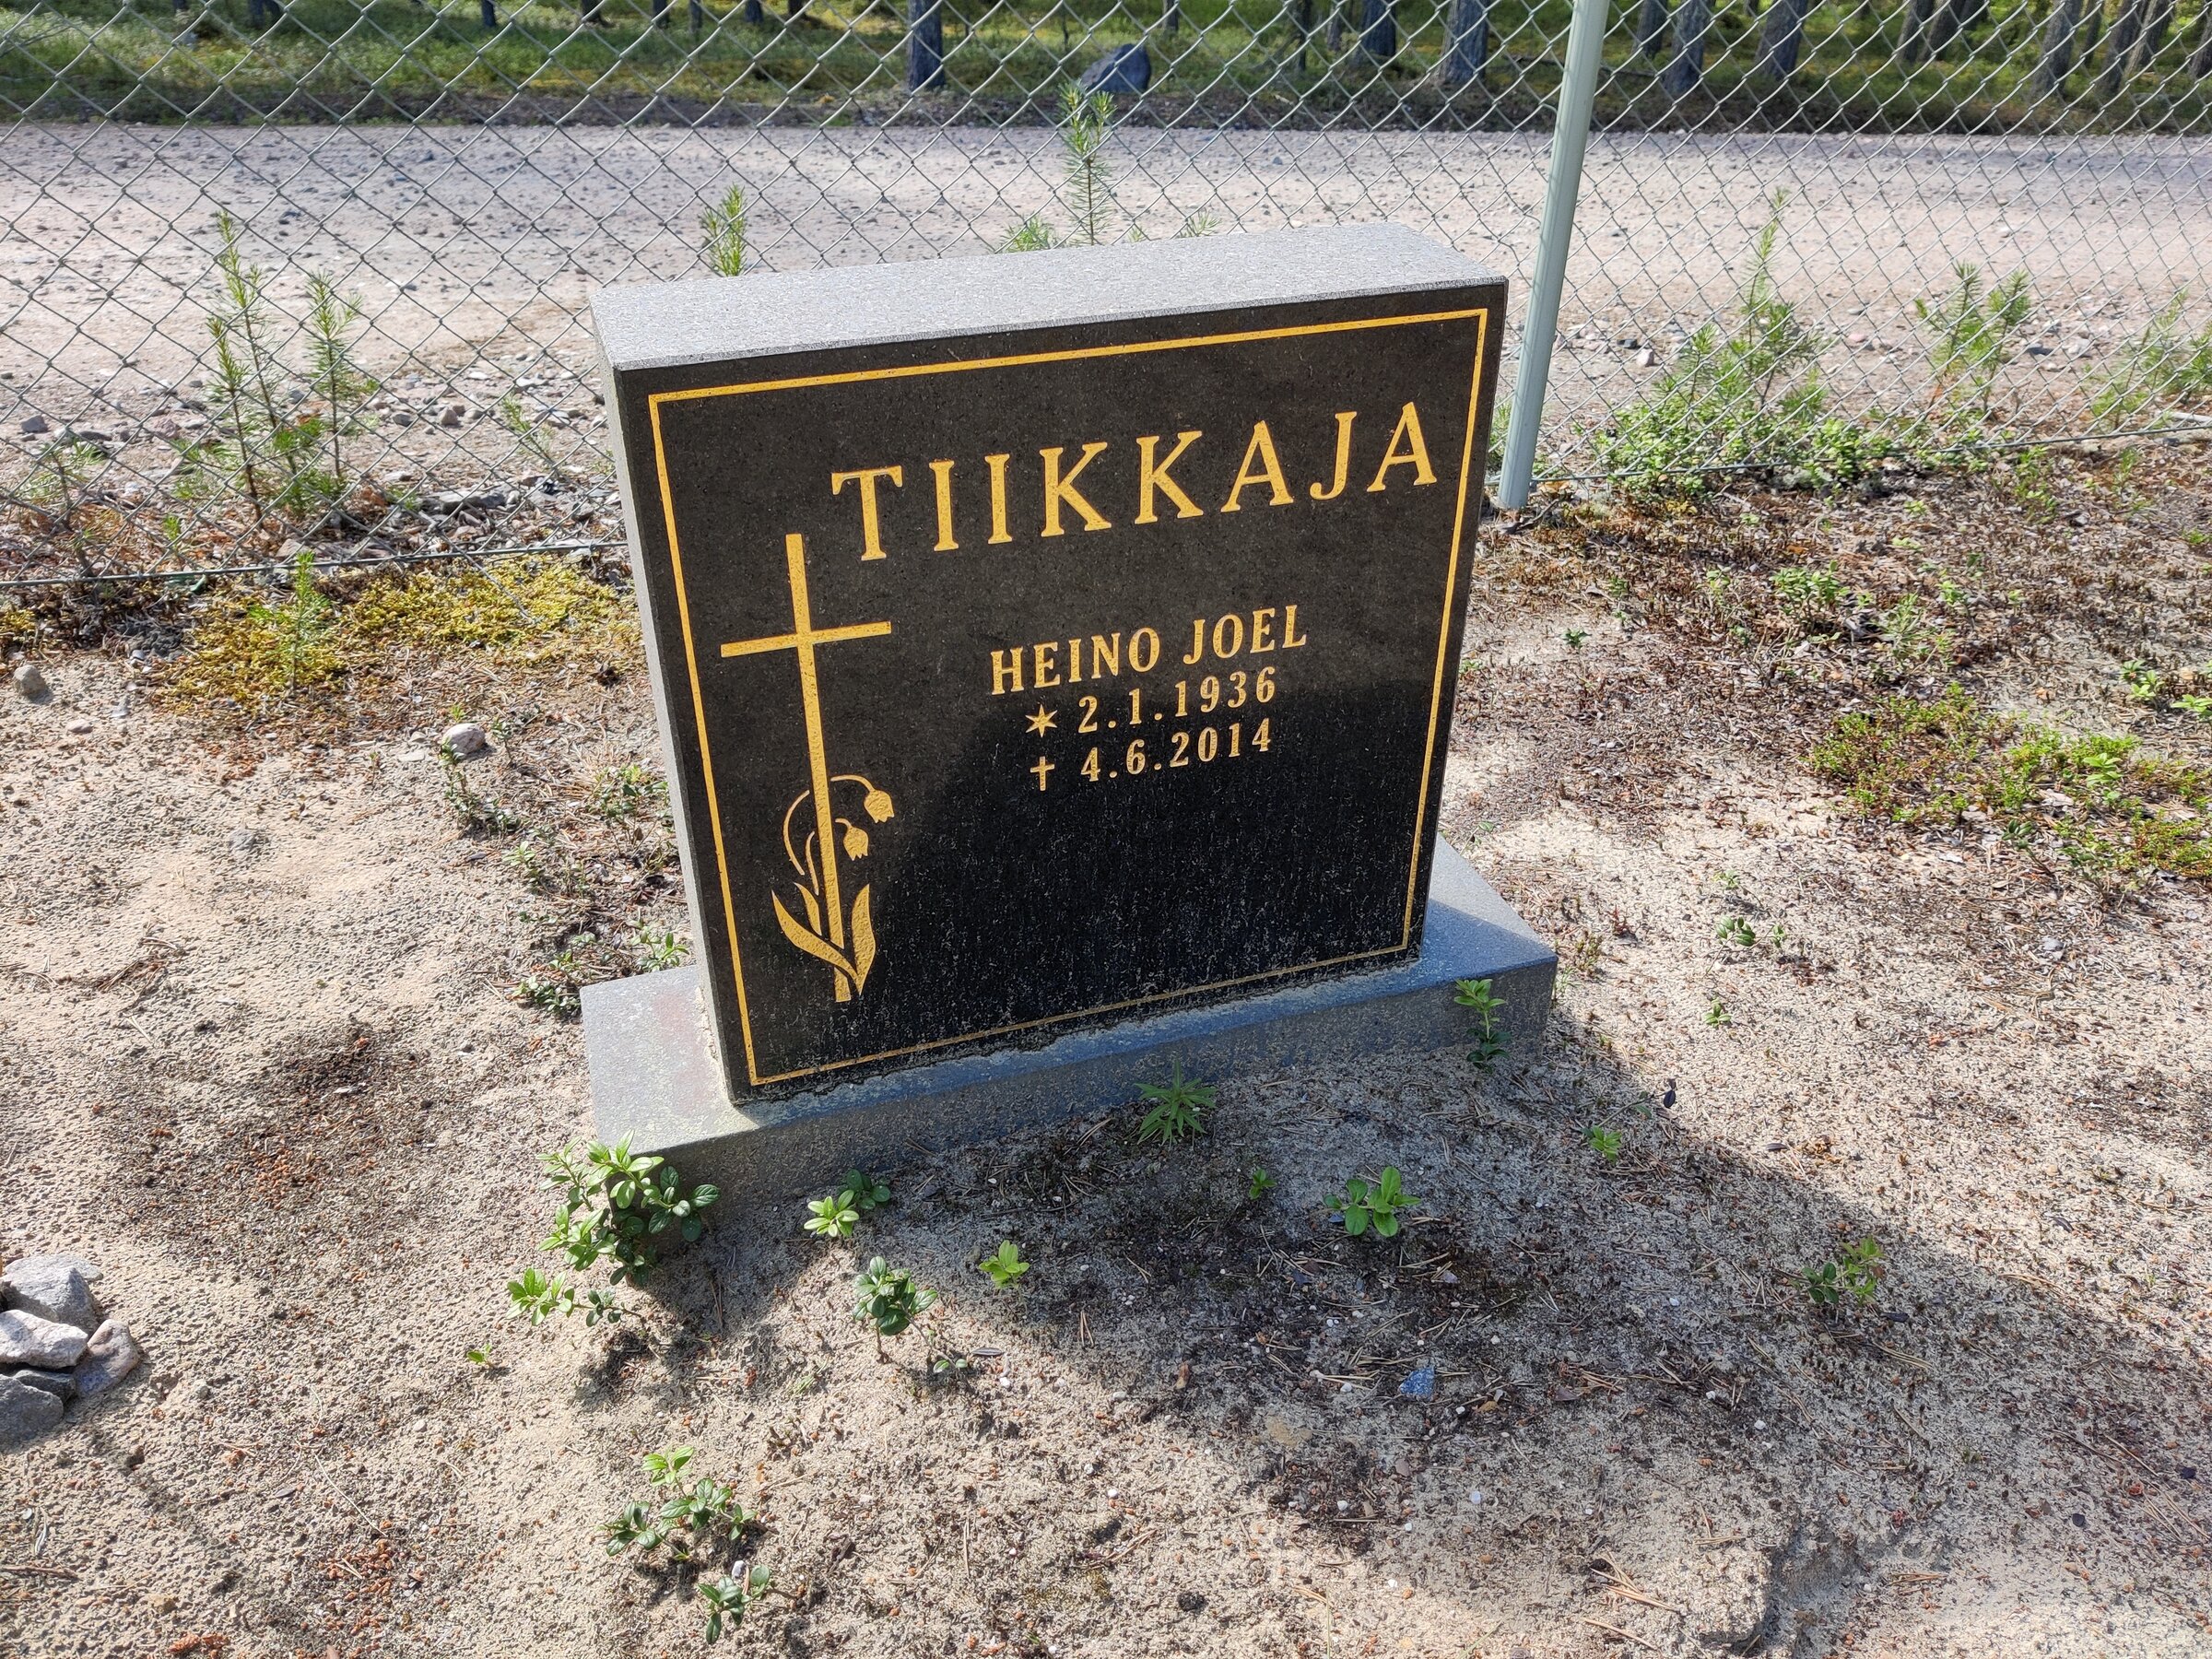 TIIKKAJA
HEINO JOEL
* 2.1.1936
† 4.6.2014